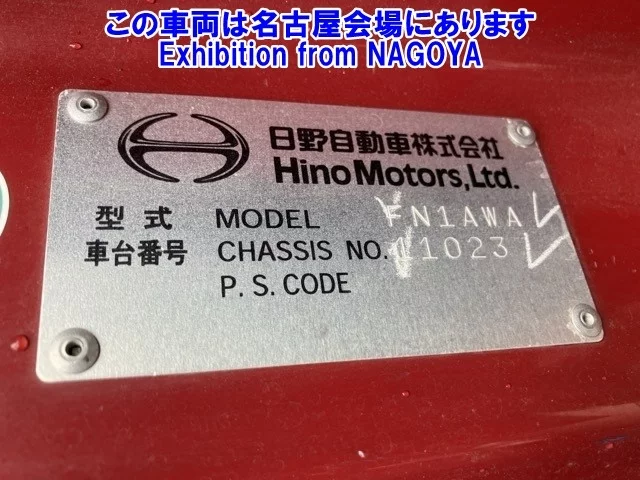 この車両は名古屋会場にあります
Exhibition from NAGOYA
日野自動車株式会社
Hino Motors, Ltd.
型式 MODEL FN1AWA
車台番号 CHASSIS NO. 11023
P. S. CODE